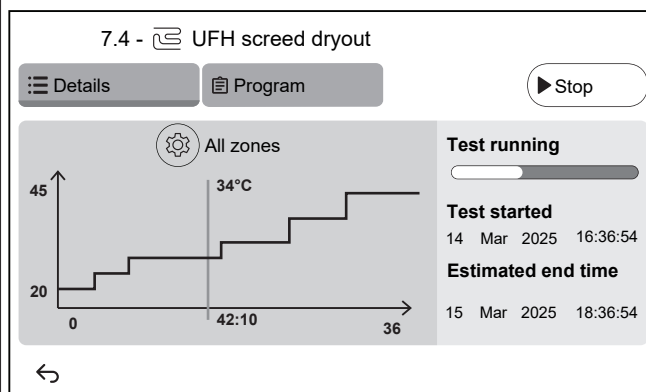 7.4 - UFH screed dryout
Details
Program
Stop
All zones
45
34°C
20
0
42:10
36
Test running
Test started
14 Mar 2025 16:36:54
Estimated end time
15 Mar 2025 18:36:54